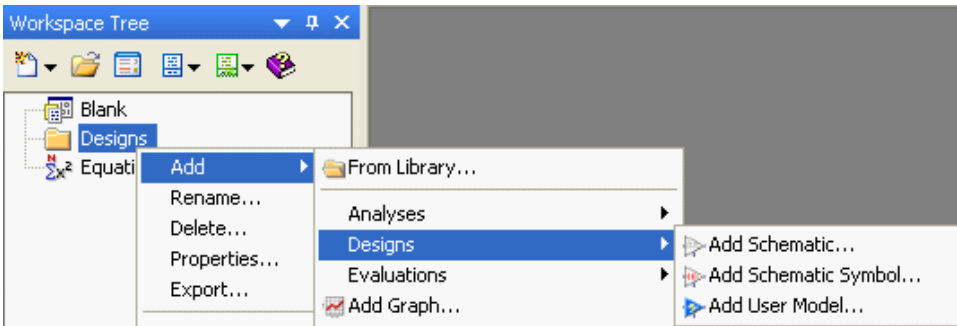 Workspace Tree
Blank
Designs
Equati
Add
Rename...
Delete...
Properties...
Export...
From Library...
Analyses
Designs
Evaluations
Add Graph...
Add Schematic...
Add Schematic Symbol...
Add User Model...